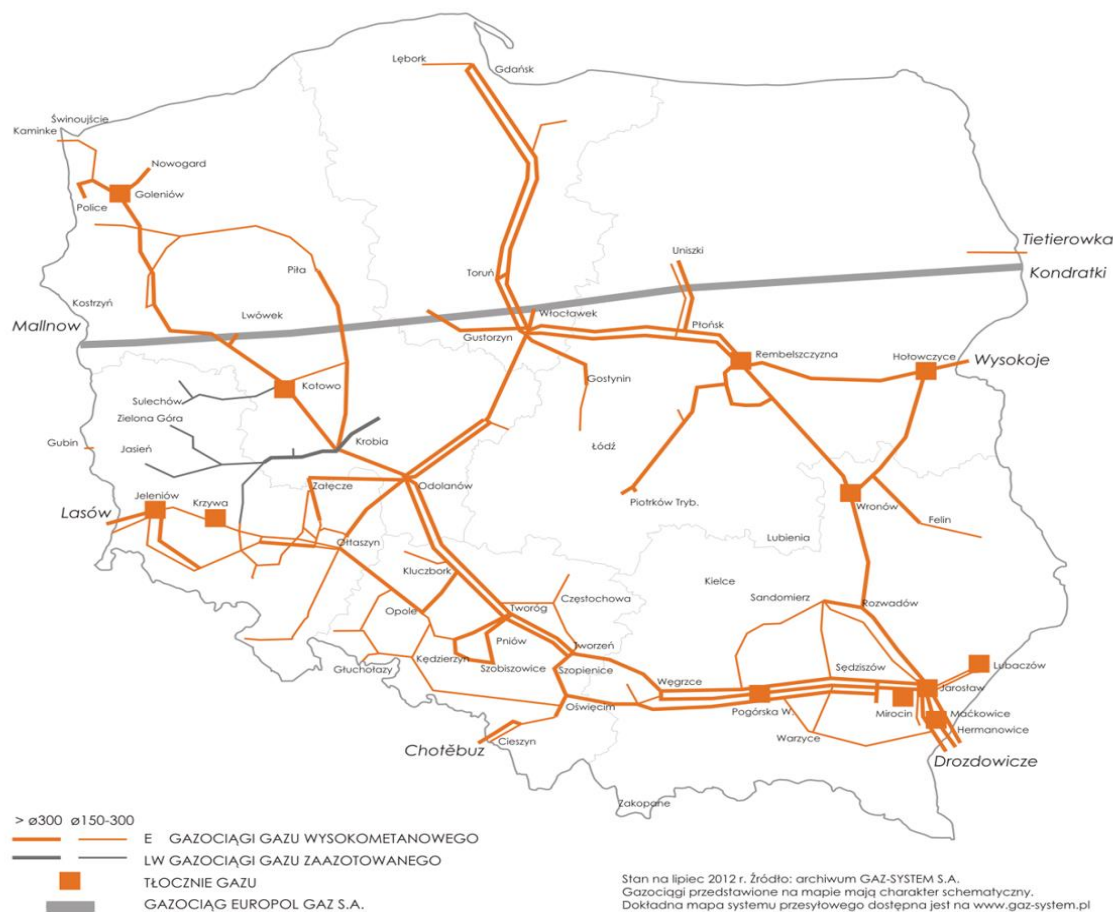 Lębork
Gdańsk
Świnoujście
Kaminke
Nowogard
Goleniów
Police
Tietierowka
Uniszki
Kondratki
Toruń
Piła
Kostrzyń
Lwówek
Włocławek
Mallnow
Gustorzyn
Płońsk
Rembelszczyzna
Hołowczyce
Wysokoje
Kotowo
Gostynin
Sulechów
Zielona Góra
Krobia
Gubin
Jasień
Łódź
Załęcze
Odolanów
Jeleniów
Krzywa
Piotrków Tryb.
Wronów
Lasów
Felin
Lubienia
Ołtaszyn
Kluczbork
Kielce
Częstochowa
Sandomierz
Opole
Tworóg
Rozwadów
Pniów
Tworzeń
Kędzierzyn
Głuchołazy
Szobiszowice
Szopienice
Sędziszów
Lubaczów
Węgrzce
Jarosław
Oświęcim
Pogórska W.
Mirocin
Maćkowice
Hermanowice
Warzyce
Cieszyn
Chotĕbuz
Drozdowicze
Zakopane
> ø300 ø150-300
E GAZOCIĄGI GAZU WYSOKOMETANOWEGO
LW GAZOCIĄGI GAZU ZAAZOTOWANEGO
TŁOCZNIE GAZU
GAZOCIĄG EUROPOL GAZ S.A.
Stan na lipiec 2012 r. Źródło: archiwum GAZ-SYSTEM S.A.
Gazociągi przedstawione na mapie mają charakter schematyczny.
Dokładna mapa systemu przesyłowego dostępna jest na www.gaz-system.pl